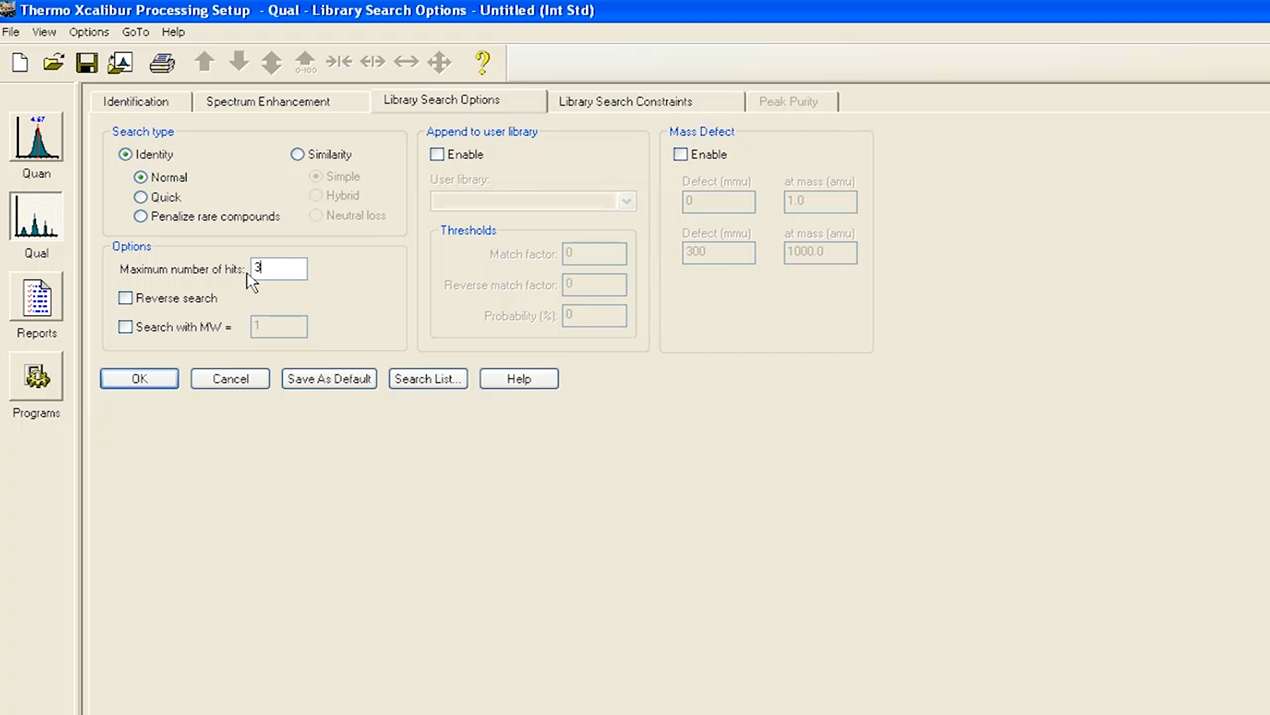 Thermo Xcalibur Processing Setup - Qual - Library Search Options - Untitled (Int Std)
File View Options GoTo Help
0-100 ?
Identification Spectrum Enhancement Library Search Options Library Search Constraints Peak Purity
4.67
Quan
Qual
Reports
Programs
Search type
Identity Similarity
Normal Simple
Quick Hybrid
Penalize rare compounds Neutral loss
Options
Maximum number of hits: 3
Reverse search
Search with MW = 1
Append to user library
Enable
User library:
Thresholds
Match factor: 0
Reverse match factor: 0
Probability (%): 0
Mass Defect
Enable
Defect (mmu) at mass (amu)
0 1.0
Defect (mmu) at mass (amu)
300 1000.0
OK Cancel Save As Default Search List... Help